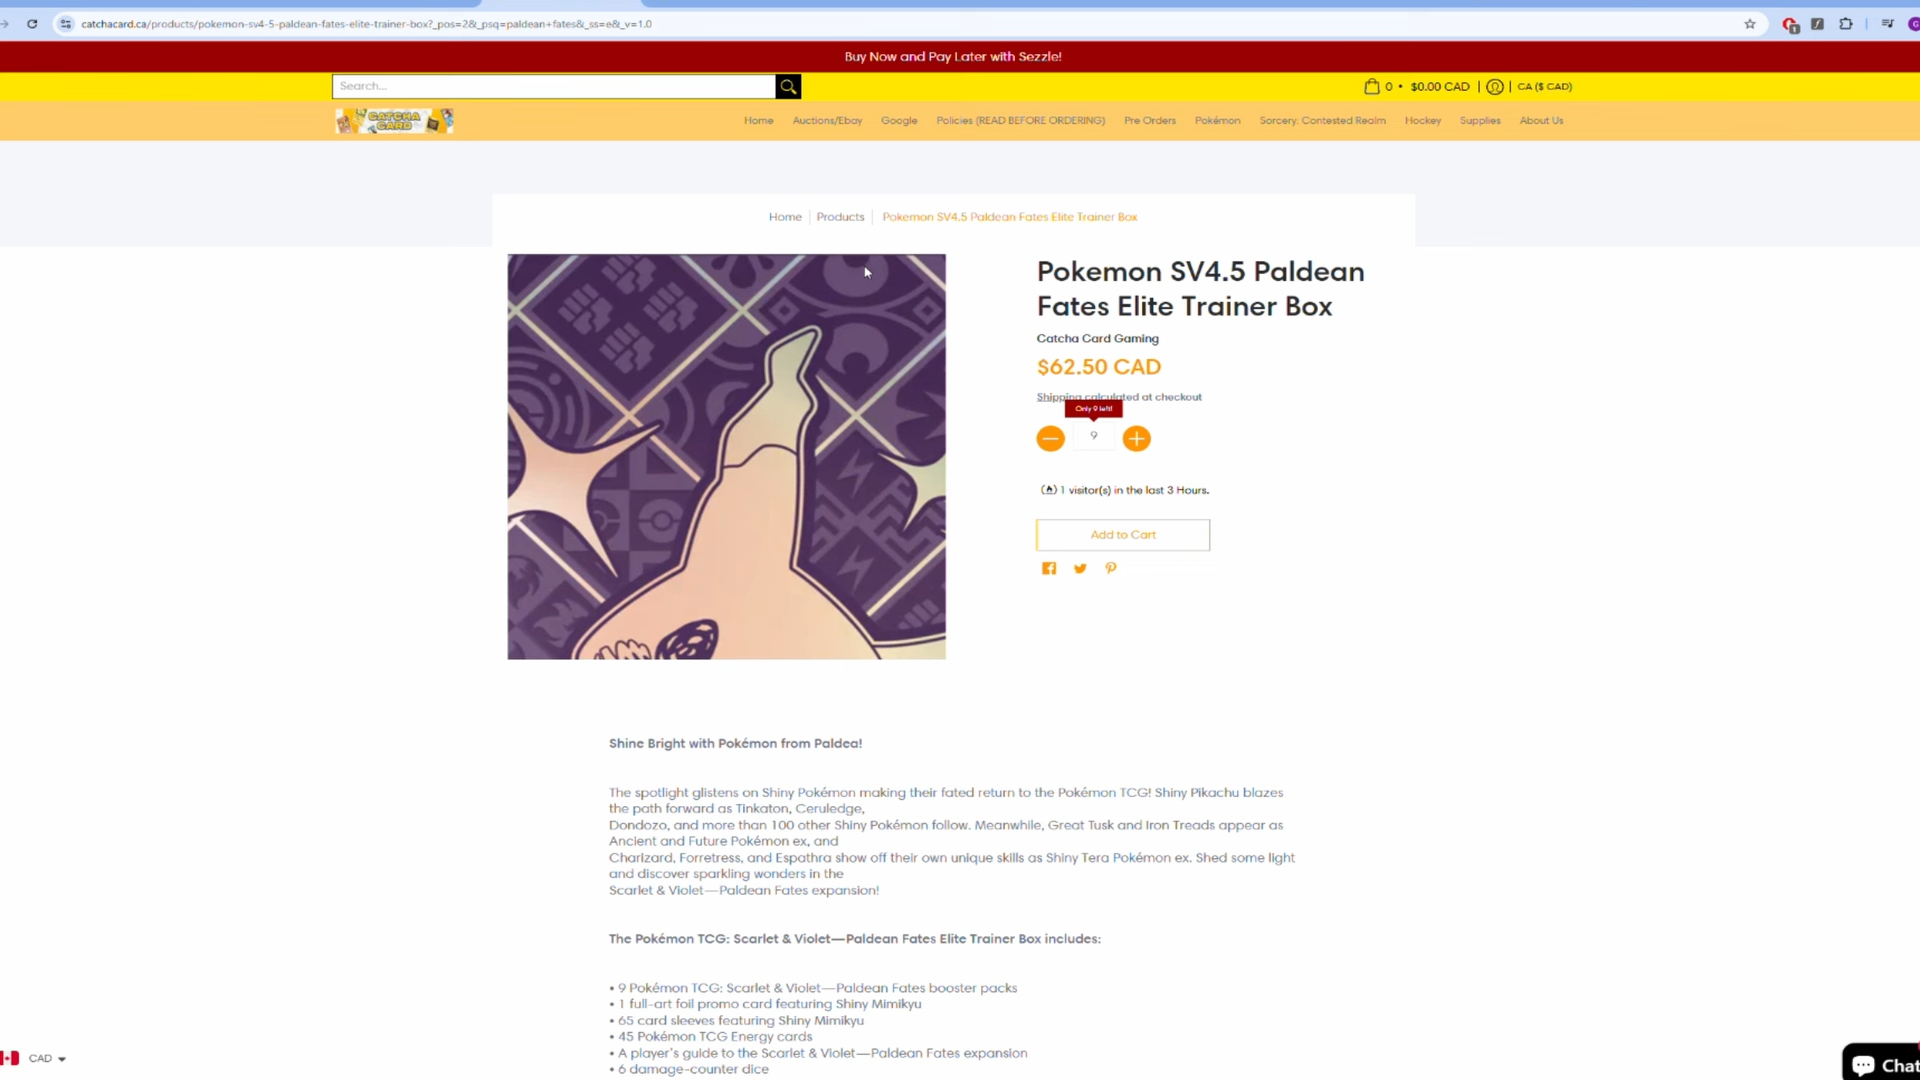 catchacard.ca/products/pokemon-sv4-5-paldean-fates-elite-trainer-box?_pos=2&_psq=paldean+fates&_ss=e&_v=1.0
Buy Now and Pay Later with Sezzle!
Search...
0 • $0.00 CAD
CA ($ CAD)
CATCHA CARD
Home
Auctions/Ebay
Google
Policies (READ BEFORE ORDERING)
Pre Orders
Pokémon
Sorcery: Contested Realm
Hockey
Supplies
About Us
Home
Products
Pokemon SV4.5 Paldean Fates Elite Trainer Box
Pokemon SV4.5 Paldean
Fates Elite Trainer Box
Catcha Card Gaming
$62.50 CAD
Shipping calculated at checkout
Only 9 left!
9
1 visitor(s) in the last 3 Hours.
Add to Cart
Shine Bright with Pokémon from Paldea!
The spotlight glistens on Shiny Pokémon making their fated return to the Pokémon TCG! Shiny Pikachu blazes
the path forward as Tinkaton, Ceruledge,
Dondozo, and more than 100 other Shiny Pokémon follow. Meanwhile, Great Tusk and Iron Treads appear as
Ancient and Future Pokémon ex, and
Charizard, Forretress, and Espathra show off their own unique skills as Shiny Tera Pokémon ex. Shed some light
and discover sparkling wonders in the
Scarlet & Violet—Paldean Fates expansion!
The Pokémon TCG: Scarlet & Violet—Paldean Fates Elite Trainer Box includes:
• 9 Pokémon TCG: Scarlet & Violet—Paldean Fates booster packs
• 1 full-art foil promo card featuring Shiny Mimikyu
• 65 card sleeves featuring Shiny Mimikyu
• 45 Pokémon TCG Energy cards
• A player's guide to the Scarlet & Violet—Paldean Fates expansion
• 6 damage-counter dice
CAD
Chat